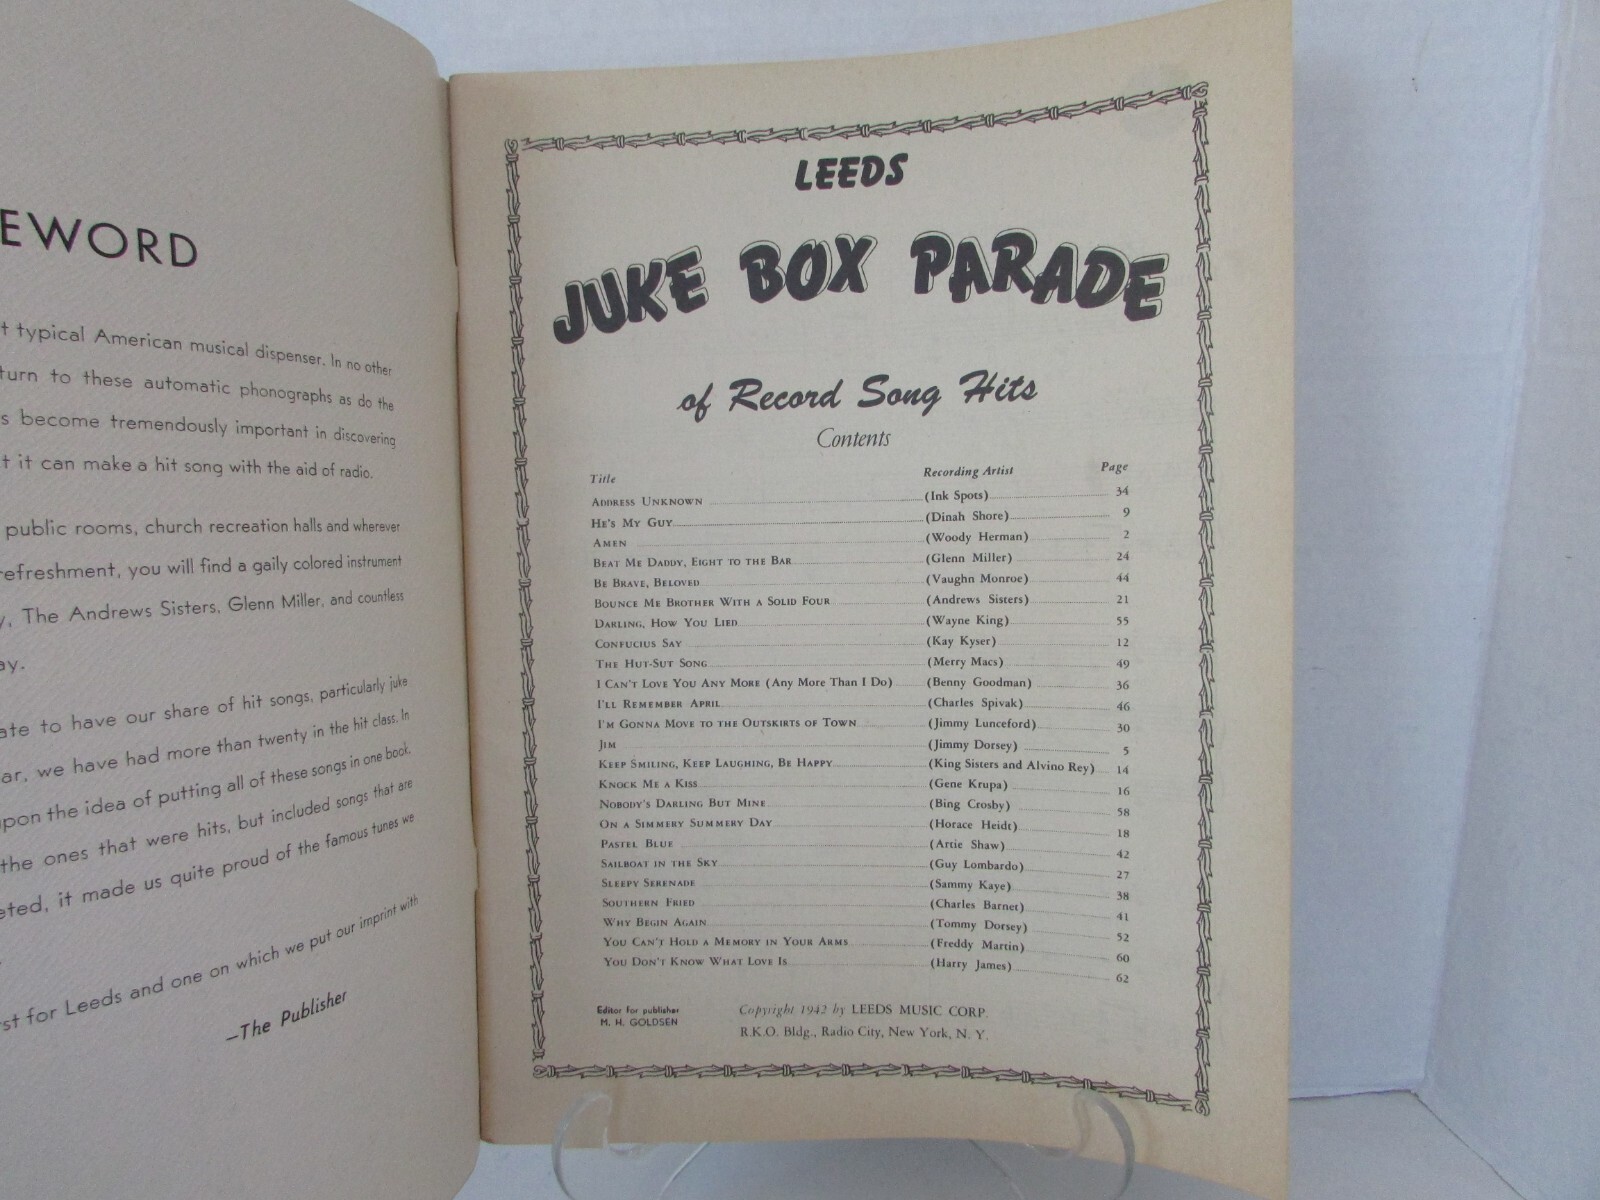 EWORD
t typical American musical dispenser. In no other
turn to these automatic phonographs as do the
s become tremendously important in discovering
t it can make a hit song with the aid of radio.
public rooms, church recreation halls and wherever
refreshment, you will find a gaily colored instrument
y, The Andrews Sisters, Glenn Miller, and countless
ay.
ate to have our share of hit songs, particularly juke
ar, we have had more than twenty in the hit class. In
upon the idea of putting all of these songs in one book.
the ones that were hits, but included songs that are
eted, it made us quite proud of the famous tunes we
rst for Leeds and one on which we put our imprint with
—The Publisher
LEEDS
JUKE BOX PARADE
of Record Song Hits
Contents
Title Recording Artist Page
ADDRESS UNKNOWN (Ink Spots) 34
HE'S MY GUY (Dinah Shore) 9
AMEN (Woody Herman) 2
BEAT ME DADDY, EIGHT TO THE BAR (Glenn Miller) 24
BE BRAVE, BELOVED (Vaughn Monroe) 44
BOUNCE ME BROTHER WITH A SOLID FOUR (Andrews Sisters) 21
DARLING, HOW YOU LIED (Wayne King) 55
CONFUCIUS SAY (Kay Kyser) 12
THE HUT-SUT SONG (Merry Macs) 49
I CAN'T LOVE YOU ANY MORE (Any More Than I Do) (Benny Goodman) 36
I'LL REMEMBER APRIL (Charles Spivak) 46
I'M GONNA MOVE TO THE OUTSKIRTS OF TOWN (Jimmy Lunceford) 30
JIM (Jimmy Dorsey) 5
KEEP SMILING, KEEP LAUGHING, BE HAPPY (King Sisters and Alvino Rey) 14
KNOCK ME A KISS (Gene Krupa) 16
NOBODY'S DARLING BUT MINE (Bing Crosby) 58
ON A SIMMERY SUMMERY DAY (Horace Heidt) 18
PASTEL BLUE (Artie Shaw) 42
SAILBOAT IN THE SKY (Guy Lombardo) 27
SLEEPY SERENADE (Sammy Kaye) 38
SOUTHERN FRIED (Charles Barnet) 41
WHY BEGIN AGAIN (Tommy Dorsey) 52
YOU CAN'T HOLD A MEMORY IN YOUR ARMS (Freddy Martin) 60
YOU DON'T KNOW WHAT LOVE IS (Harry James) 62
Editor for publisher
M. H. GOLDSEN
Copyright 1942 by LEEDS MUSIC CORP.
R.K.O. Bldg., Radio City, New York, N. Y.